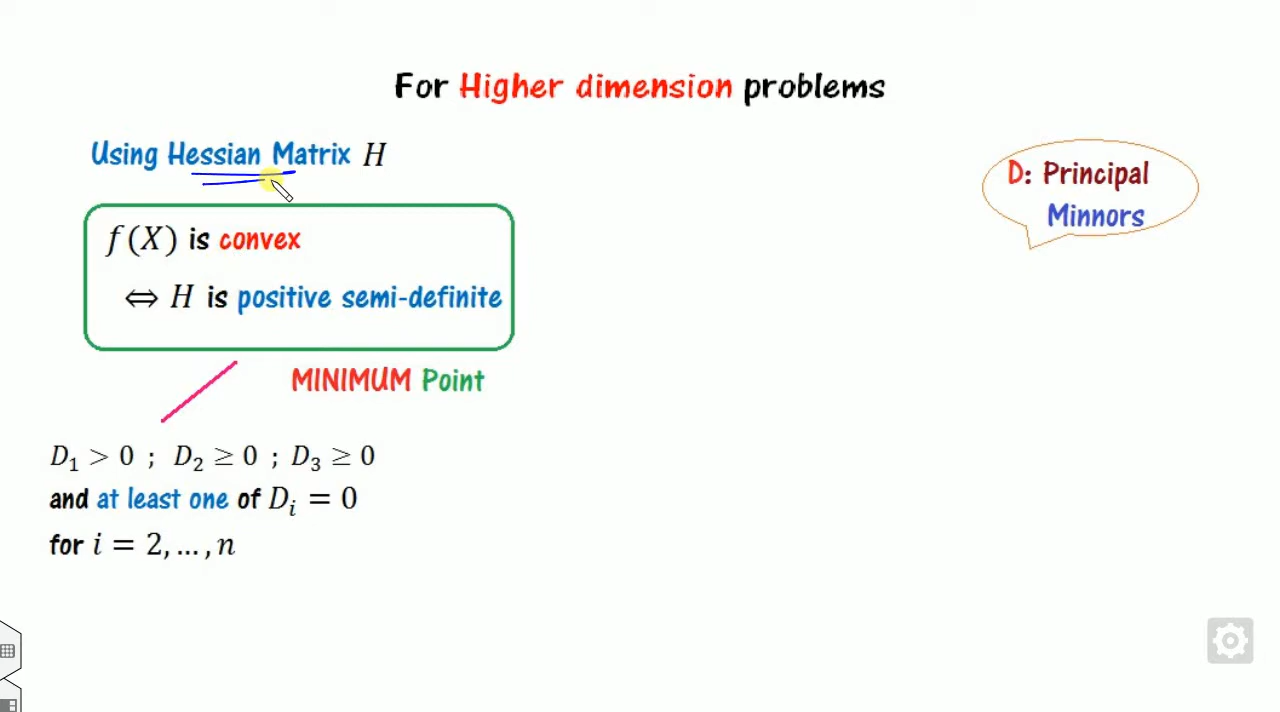 For Higher dimension problems
Using Hessian Matrix H
D: Principal
Minnors
f(X) is convex
⇔ H is positive semi-definite
MINIMUM Point
D₁ > 0 ; D₂ ≥ 0 ; D₃ ≥ 0
and at least one of Dᵢ = 0
for i = 2, … , n